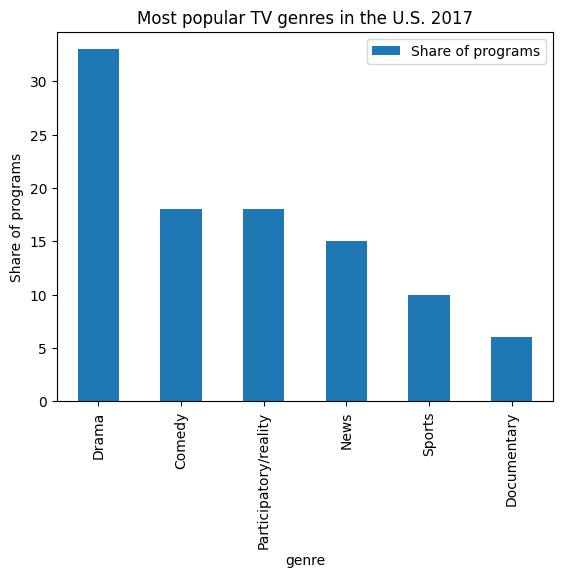 Most popular TV genres in the U.S. 2017
Share of programs
Share of programs
30
25
20
15
10
5
0
Drama
Comedy
Participatory/reality
News
Sports
Documentary
genre